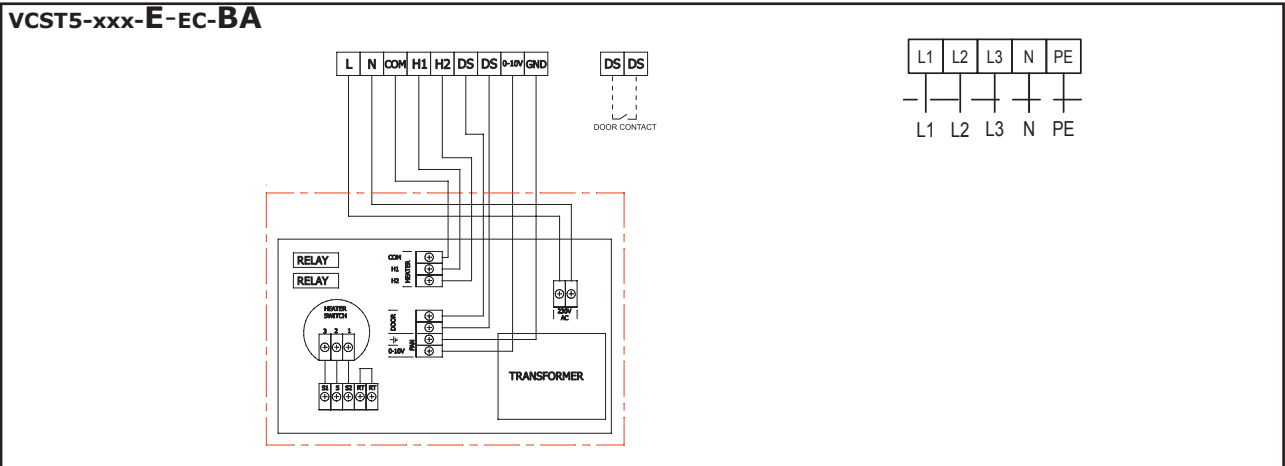 VCST5-xxx-E-EC-BA
L N COM H1 H2 DS DS 0-10V GND
DS DS
DOOR CONTACT
L1 L2 L3 N PE
L1 L2 L3 N PE
RELAY
RELAY
COM
H1
H2
HEATER
HEATER
SWITCH
3 2 1
DOOR
0-10V
FAN
230V
AC
S1 S S2 RT RT
TRANSFORMER